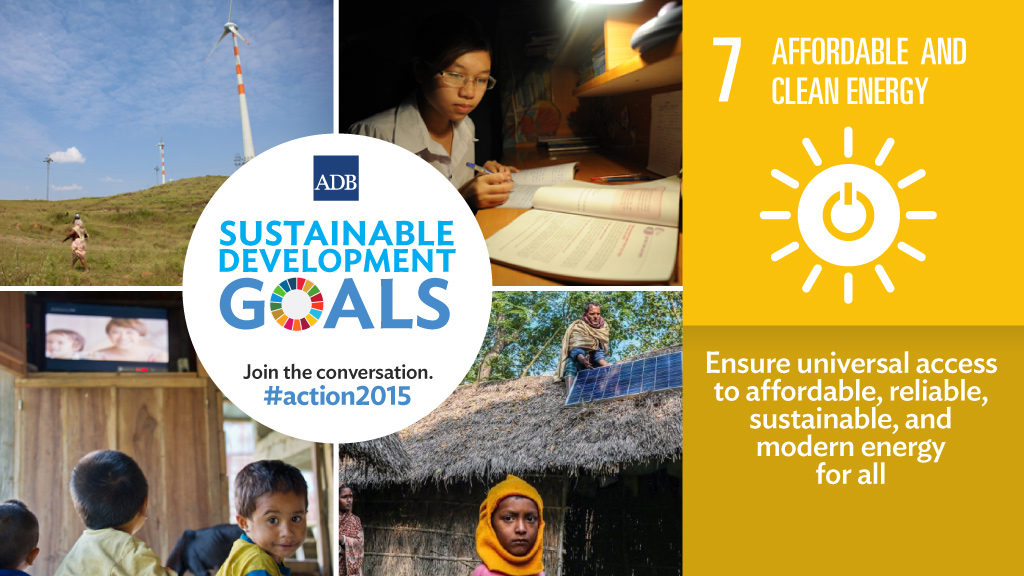 ADB
SUSTAINABLE
DEVELOPMENT
GOALS
Join the conversation.
#action2015
7 AFFORDABLE AND
CLEAN ENERGY
Ensure universal access
to affordable, reliable,
sustainable, and
modern energy
for all